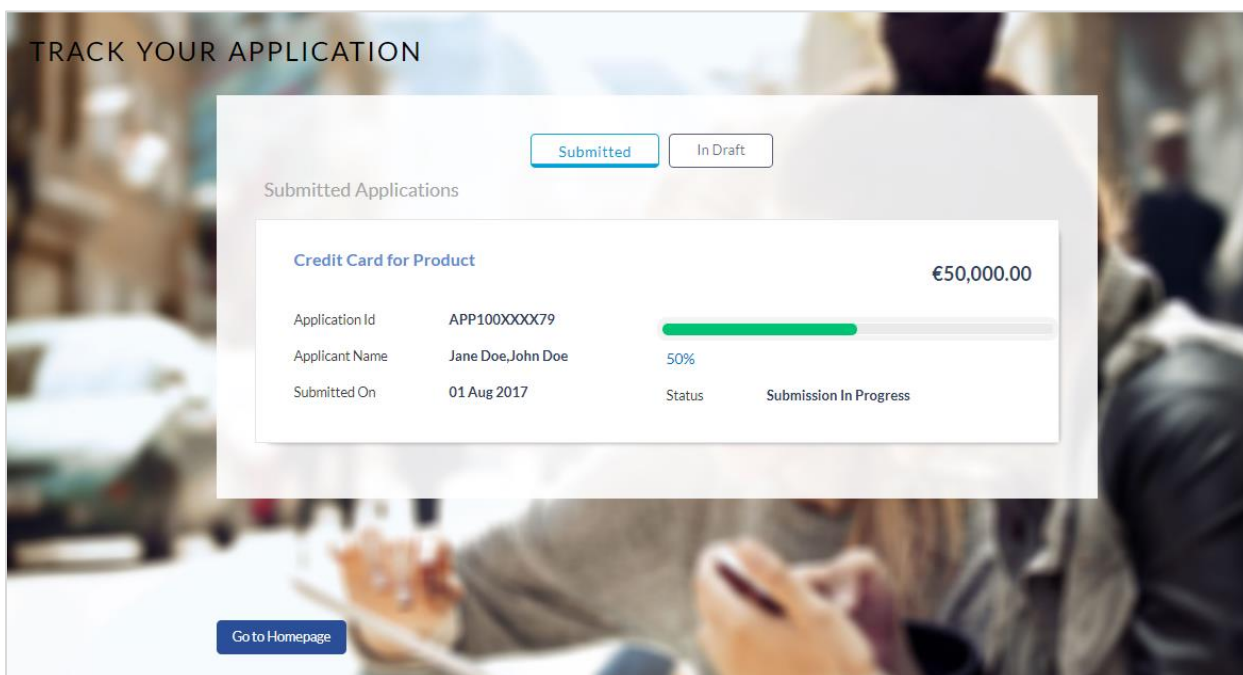 TRACK YOUR APPLICATION
Submitted
In Draft
Submitted Applications
Credit Card for Product
€50,000.00
Application Id APP100XXXX79
Applicant Name Jane Doe,John Doe
50%
Submitted On 01 Aug 2017
Status Submission In Progress
Go to Homepage